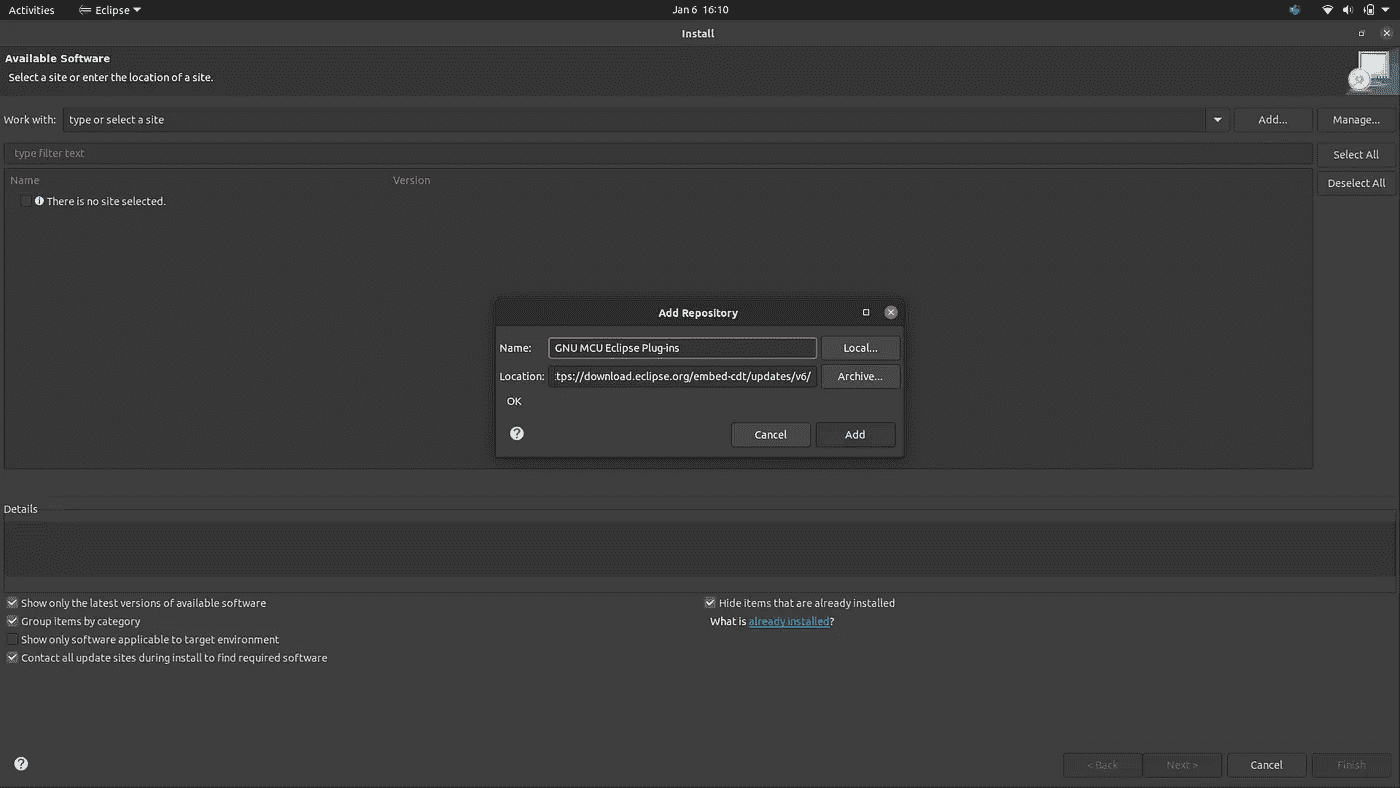 Activities Eclipse Jan 6 16:10
Install
Available Software
Select a site or enter the location of a site.
Work with: type or select a site Add... Manage...
type filter text Select All
Name Version Deselect All
There is no site selected.
Add Repository
Name: GNU MCU Eclipse Plug-ins Local...
Location: tps://download.eclipse.org/embed-cdt/updates/v6/ Archive...
OK
Cancel Add
Details
Show only the latest versions of available software Hide items that are already installed
Group items by category What is already installed?
Show only software applicable to target environment
Contact all update sites during install to find required software
< Back Next > Cancel Finish